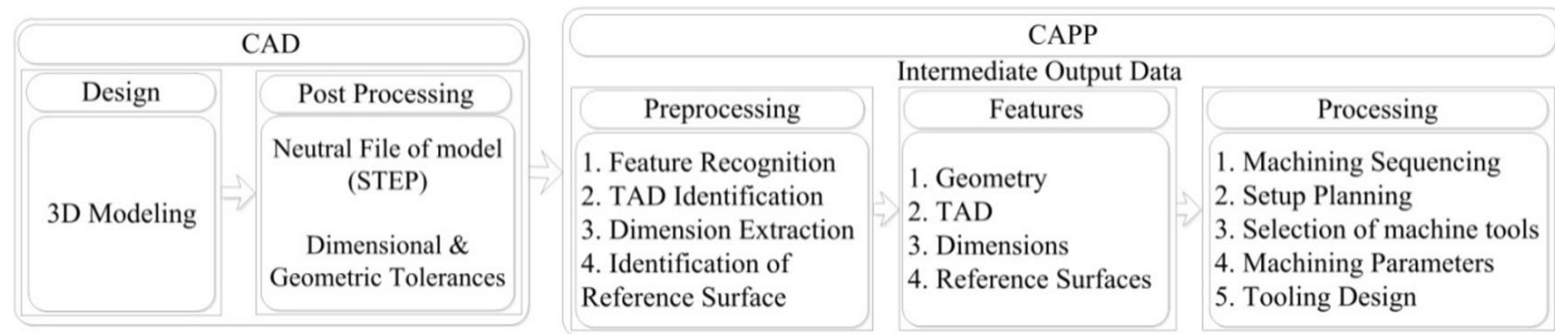 CAD
Design
3D Modeling
Post Processing
Neutral File of model
(STEP)
Dimensional &
Geometric Tolerances
CAPP
Intermediate Output Data
Preprocessing
1. Feature Recognition
2. TAD Identification
3. Dimension Extraction
4. Identification of
Reference Surface
Features
1. Geometry
2. TAD
3. Dimensions
4. Reference Surfaces
Processing
1. Machining Sequencing
2. Setup Planning
3. Selection of machine tools
4. Machining Parameters
5. Tooling Design